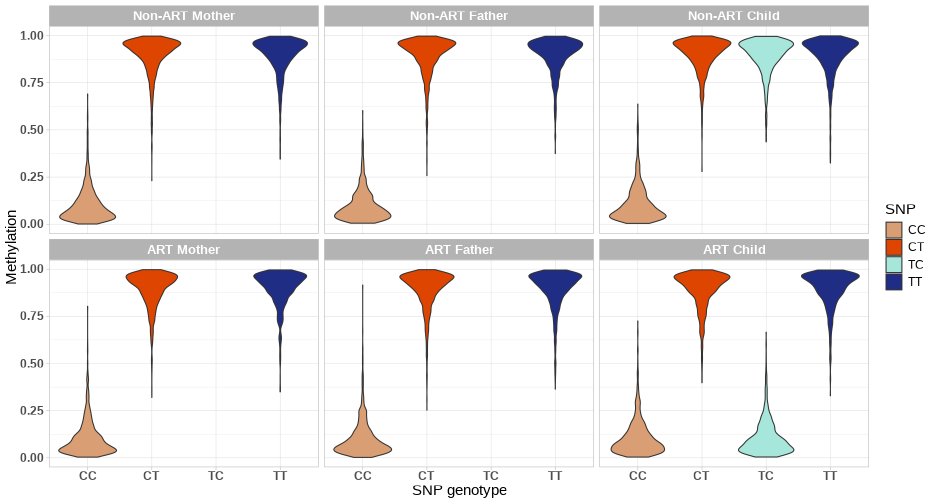 Non-ART Mother Non-ART Father Non-ART Child
1.00
0.75
0.50
0.25
0.00
ART Mother ART Father ART Child
1.00
0.75
0.50
0.25
0.00
Methylation
CC CT TC TT CC CT TC TT CC CT TC TT
SNP genotype
SNP
CC
CT
TC
TT